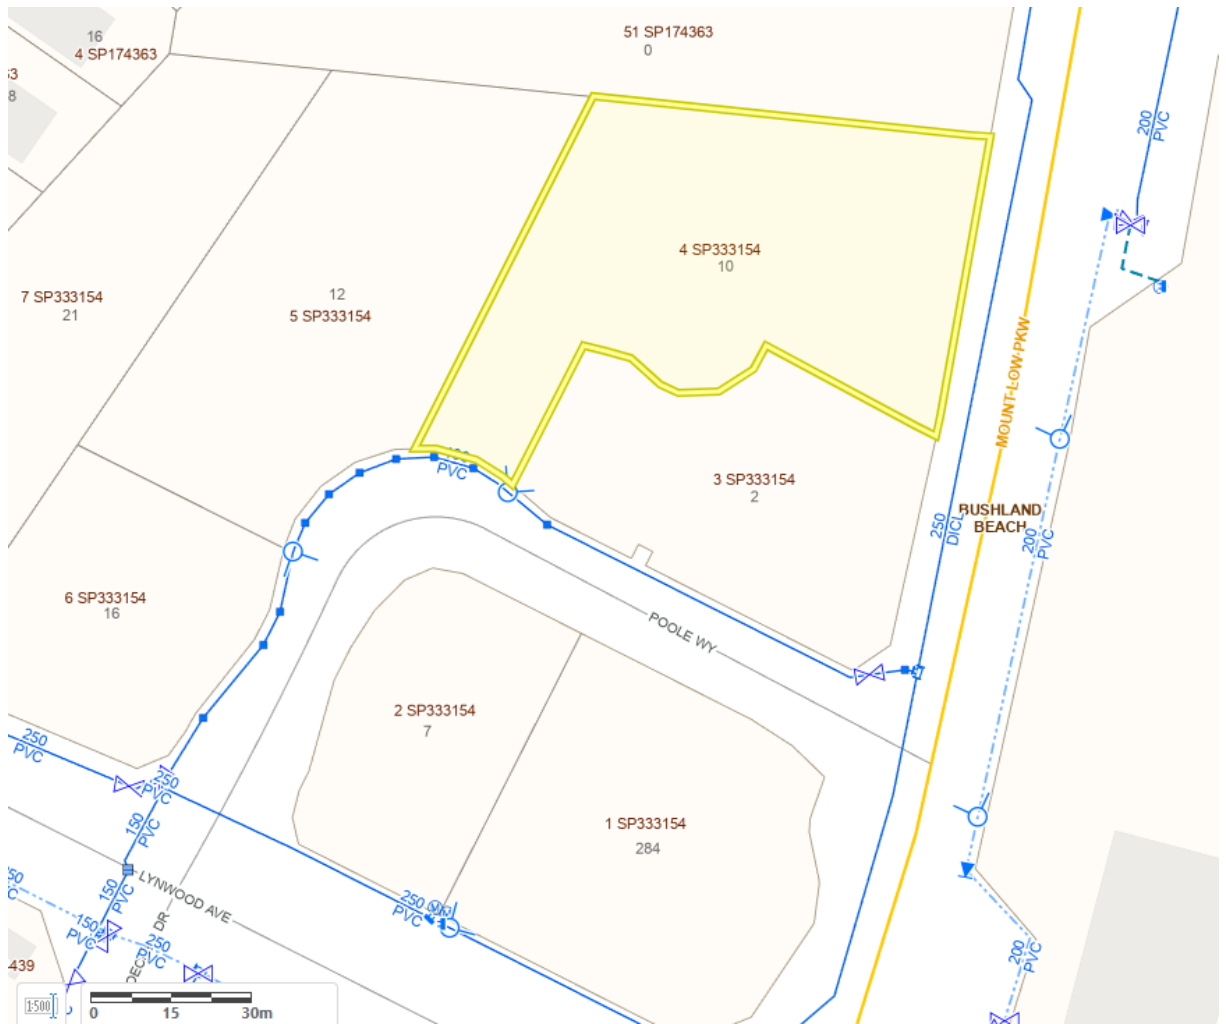 51 SP174363
0
16
4 SP174363
8
200
PVC
4 SP333154
10
7 SP333154
21
12
5 SP333154
MOUNT-LOW-PKW
PVC
3 SP333154
2
250
DICL
BUSHLAND
BEACH
200
PVC
6 SP333154
16
POOLE WY
2 SP333154
7
250
PVC
250
PVC
1 SP333154
284
150
PVC
LYNWOOD AVE
150
PVC
250
PVC
DR
150
PVC
250
PVC
200
PVC
439
1:500
0 15 30m